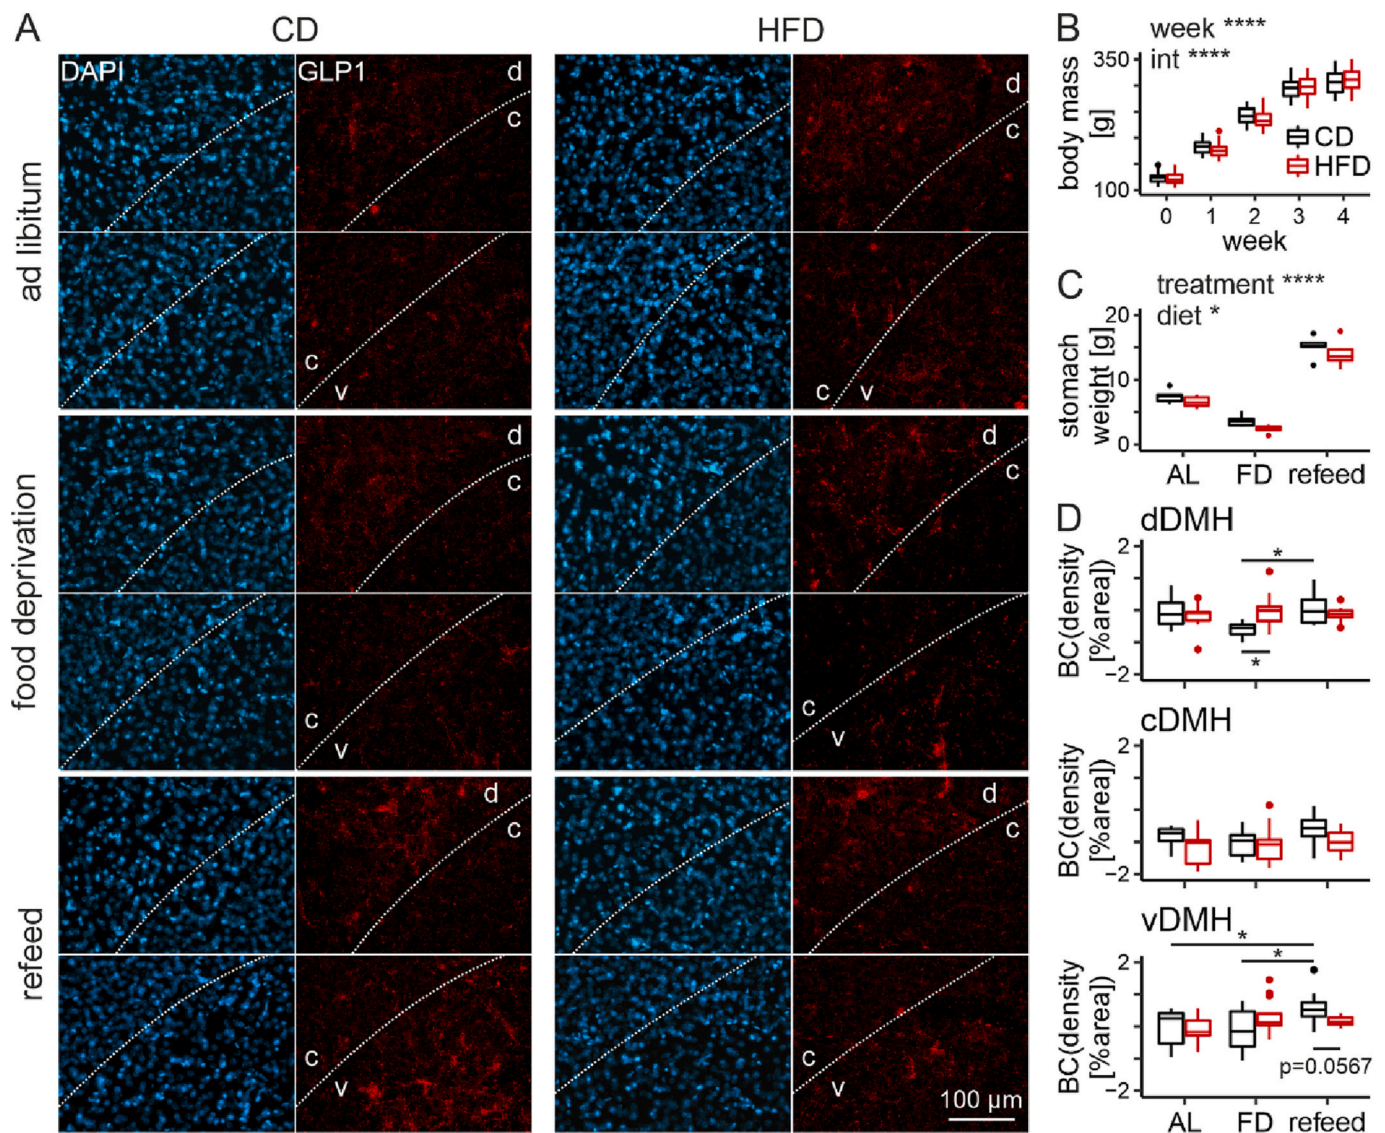 A
CD
HFD
DAPI
GLP1
d
c
d
c
ad libitum
c
v
c
v
d
c
d
c
food deprivation
c
v
c
v
d
c
d
c
refeed
c
v
c
v
100 µm
B
week ****
int ****
350
100
body mass
[g]
CD
HFD
0 1 2 3 4
week
C
treatment ****
diet *
20
10
0
stomach
weight [g]
AL FD refeed
D
dDMH
2
−2
BC(density
[%area])
*
*
cDMH
2
−2
BC(density
[%area])
vDMH
*
*
2
−2
BC(density
[%area])
p=0.0567
AL FD refeed